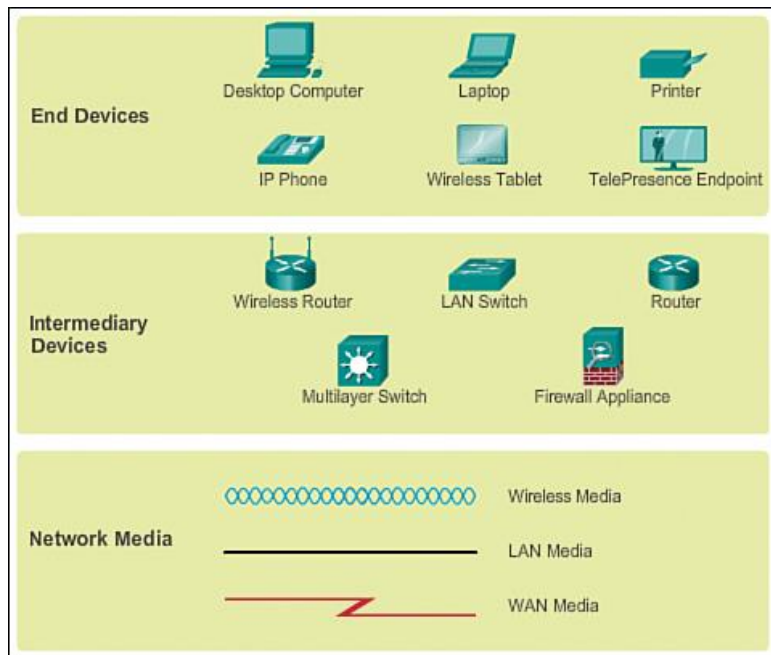 End Devices
Desktop Computer
Laptop
Printer
IP Phone
Wireless Tablet
TelePresence Endpoint
Intermediary
Devices
Wireless Router
LAN Switch
Router
Multilayer Switch
Firewall Appliance
Network Media
Wireless Media
LAN Media
WAN Media